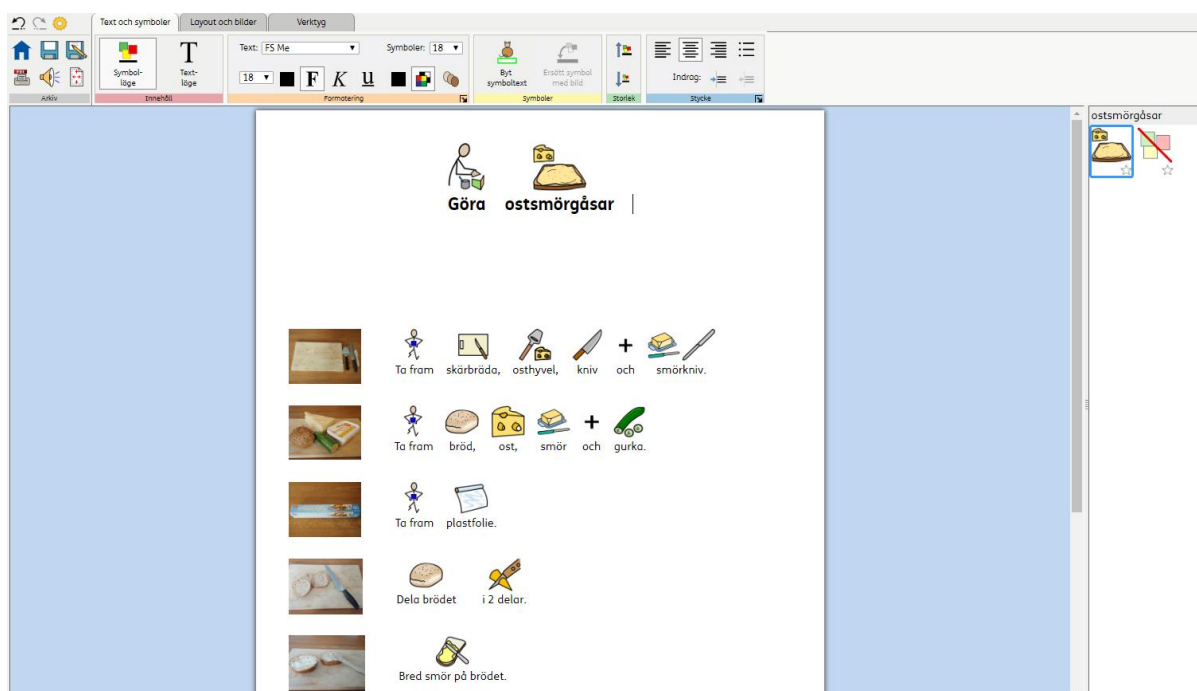 Text och symboler Layout och bilder Verktyg
Text: FS Me Symboler: 18
Symbol-
läge
Text-
läge
18 F K u
Byt
symboltext
Ersätt symbol
med bild
Indrag:
Arkiv Innehåll Formatering Symboler Storlek Stycke
ostsmörgåsar
Göra ostsmörgåsar
Ta fram skärbräda, osthyvel, kniv och smörkniv.
Ta fram bröd, ost, smör och gurka.
Ta fram plastfolie.
Dela brödet i 2 delar.
Bred smör på brödet.